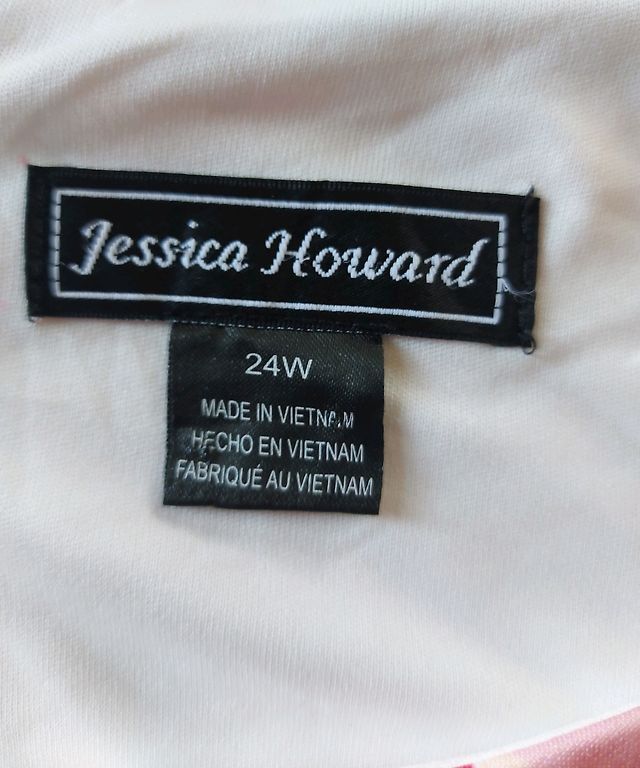 Jessica Howard
24W
MADE IN VIETNAM
HECHO EN VIETNAM
FABRIQUÉ AU VIETNAM